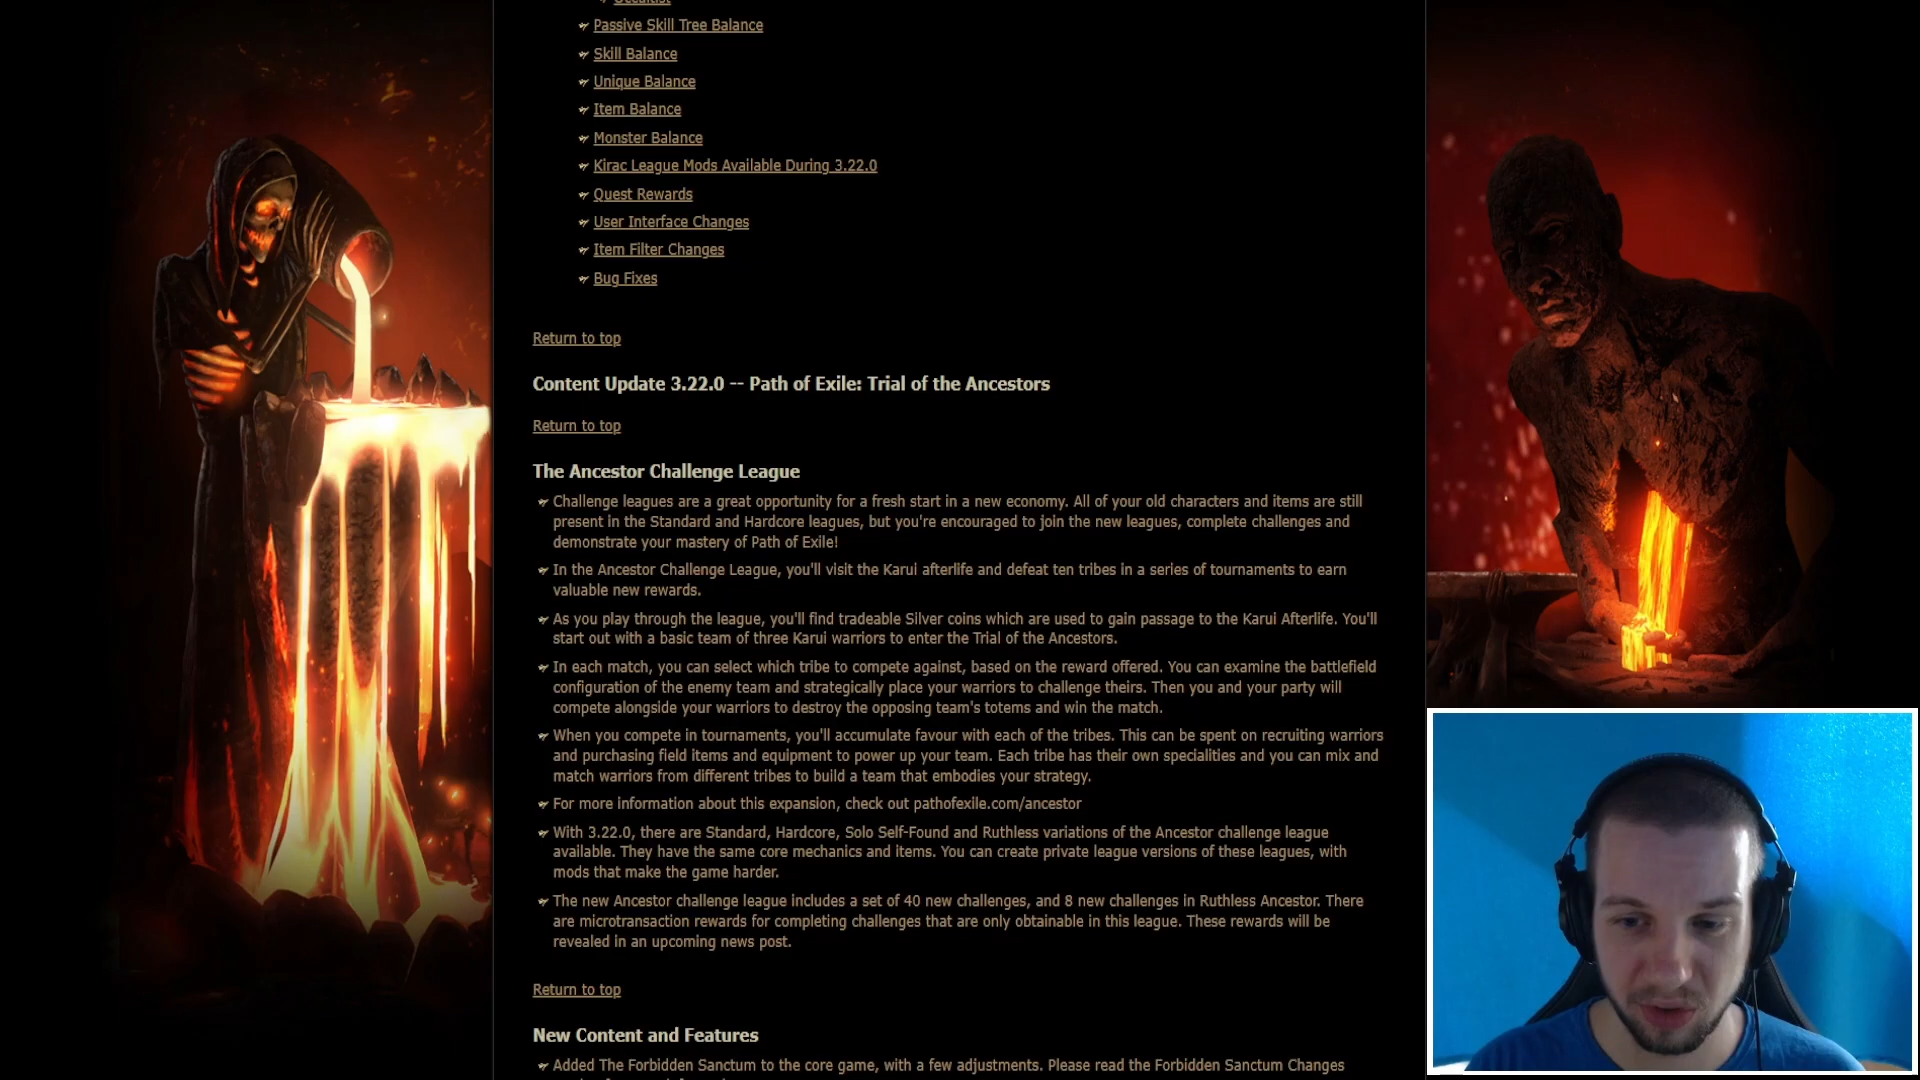 Occultist
Passive Skill Tree Balance
Skill Balance
Unique Balance
Item Balance
Monster Balance
Kirac League Mods Available During 3.22.0
Quest Rewards
User Interface Changes
Item Filter Changes
Bug Fixes
Return to top
Content Update 3.22.0 -- Path of Exile: Trial of the Ancestors
Return to top
The Ancestor Challenge League
Challenge leagues are a great opportunity for a fresh start in a new economy. All of your old characters and items are still
present in the Standard and Hardcore leagues, but you're encouraged to join the new leagues, complete challenges and
demonstrate your mastery of Path of Exile!
In the Ancestor Challenge League, you'll visit the Karui afterlife and defeat ten tribes in a series of tournaments to earn
valuable new rewards.
As you play through the league, you'll find tradeable Silver coins which are used to gain passage to the Karui Afterlife. You'll
start out with a basic team of three Karui warriors to enter the Trial of the Ancestors.
In each match, you can select which tribe to compete against, based on the reward offered. You can examine the battlefield
configuration of the enemy team and strategically place your warriors to challenge theirs. Then you and your party will
compete alongside your warriors to destroy the opposing team's totems and win the match.
When you compete in tournaments, you'll accumulate favour with each of the tribes. This can be spent on recruiting warriors
and purchasing field items and equipment to power up your team. Each tribe has their own specialities and you can mix and
match warriors from different tribes to build a team that embodies your strategy.
For more information about this expansion, check out pathofexile.com/ancestor
With 3.22.0, there are Standard, Hardcore, Solo Self-Found and Ruthless variations of the Ancestor challenge league
available. They have the same core mechanics and items. You can create private league versions of these leagues, with
mods that make the game harder.
The new Ancestor challenge league includes a set of 40 new challenges, and 8 new challenges in Ruthless Ancestor. There
are microtransaction rewards for completing challenges that are only obtainable in this league. These rewards will be
revealed in an upcoming news post.
Return to top
New Content and Features
Added The Forbidden Sanctum to the core game, with a few adjustments. Please read the Forbidden Sanctum Changes